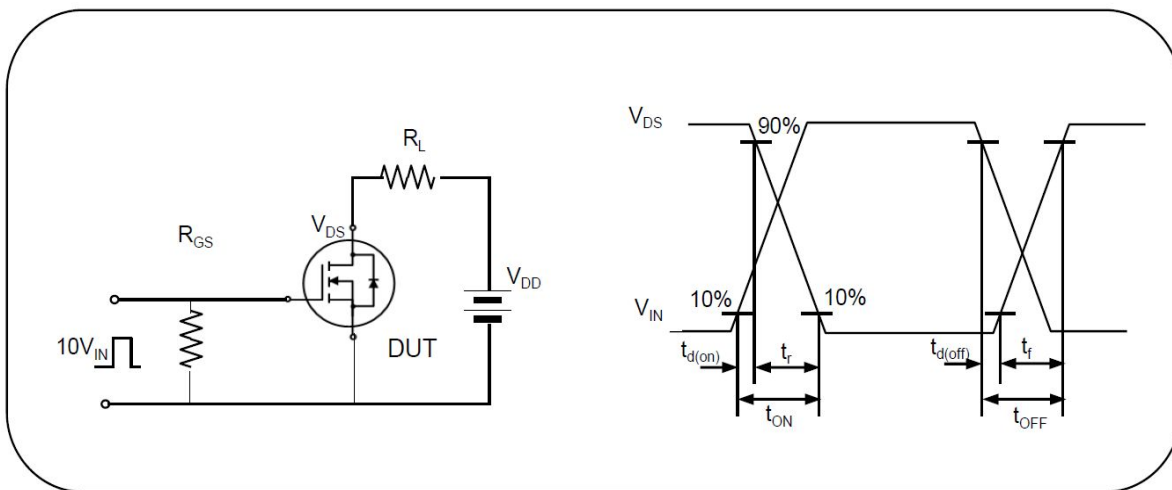 R_L
V_DS
R_GS
V_DD
10V_IN
DUT
V_DS
90%
V_IN
10%
10%
t_d(on)
t_r
t_ON
t_d(off)
t_f
t_OFF